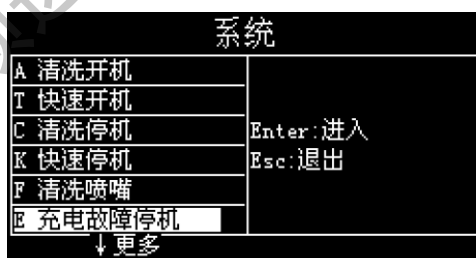 系统
A 清洗开机
T 快速开机
C 清洗停机
K 快速停机
F 清洗喷嘴
E 充电故障停机
↓更多
Enter:进入
Esc:退出